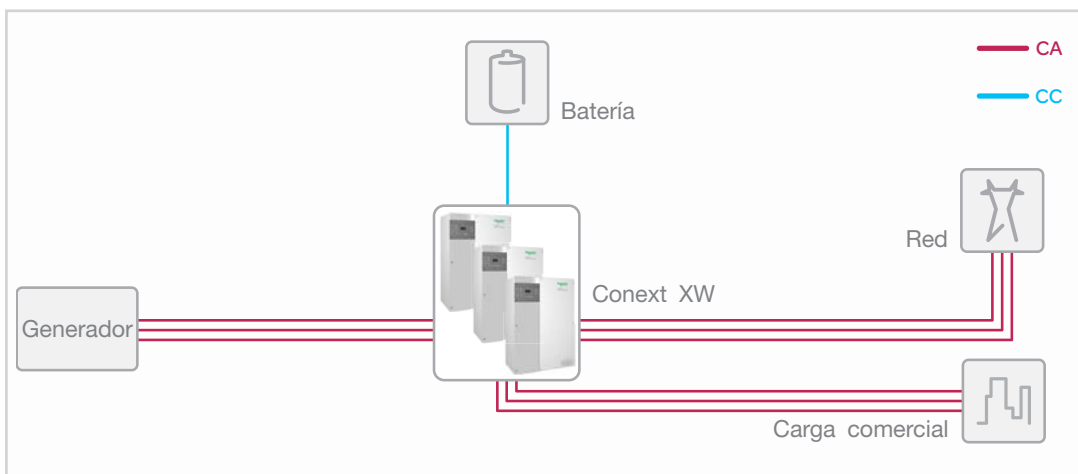 CA
Batería
CC
Red
Conext XW
Generador
Carga comercial